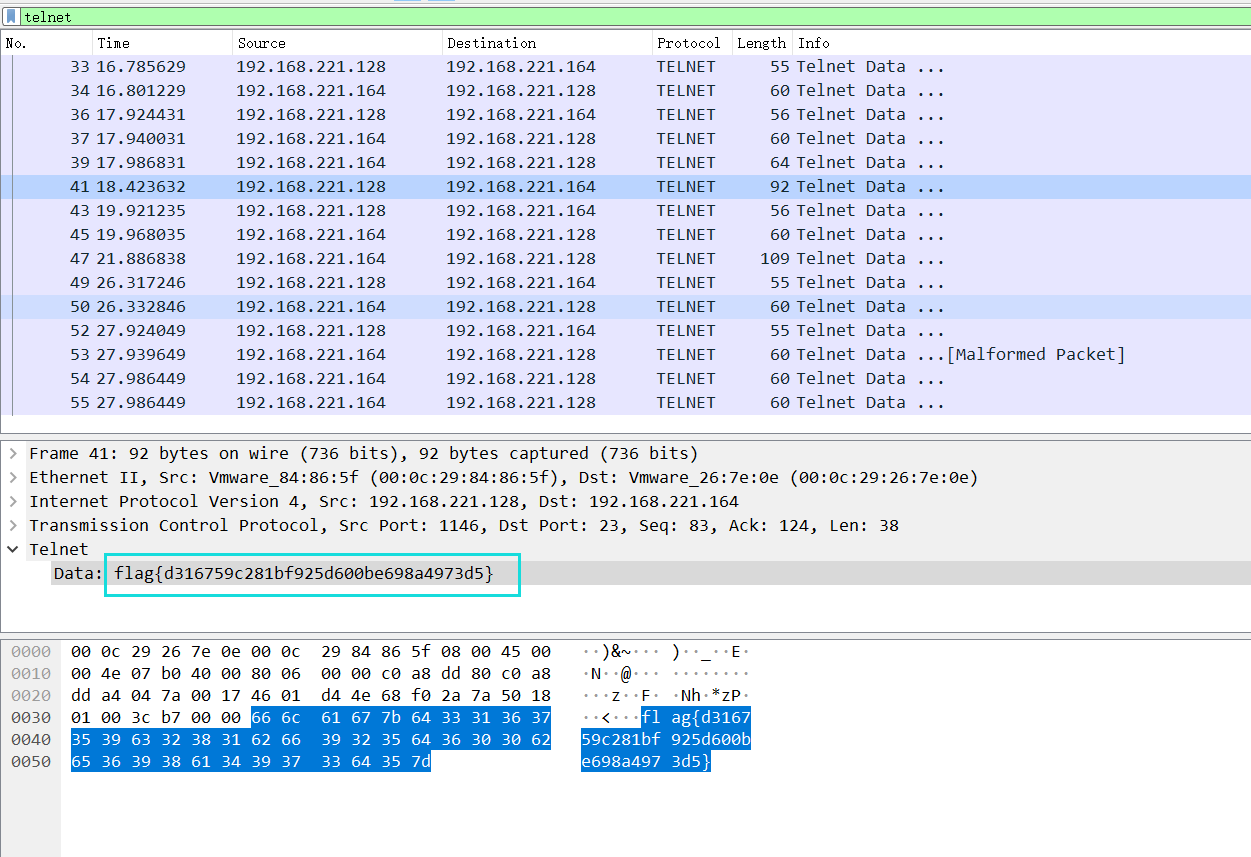 telnet
No. Time Source Destination Protocol Length Info
33 16.785629 192.168.221.128 192.168.221.164 TELNET 55 Telnet Data ...
34 16.801229 192.168.221.164 192.168.221.128 TELNET 60 Telnet Data ...
36 17.924431 192.168.221.128 192.168.221.164 TELNET 56 Telnet Data ...
37 17.940031 192.168.221.164 192.168.221.128 TELNET 60 Telnet Data ...
39 17.986831 192.168.221.164 192.168.221.128 TELNET 64 Telnet Data ...
41 18.423632 192.168.221.128 192.168.221.164 TELNET 92 Telnet Data ...
43 19.921235 192.168.221.128 192.168.221.164 TELNET 56 Telnet Data ...
45 19.968035 192.168.221.164 192.168.221.128 TELNET 60 Telnet Data ...
47 21.886838 192.168.221.164 192.168.221.128 TELNET 109 Telnet Data ...
49 26.317246 192.168.221.128 192.168.221.164 TELNET 55 Telnet Data ...
50 26.332846 192.168.221.164 192.168.221.128 TELNET 60 Telnet Data ...
52 27.924049 192.168.221.128 192.168.221.164 TELNET 55 Telnet Data ...
53 27.939649 192.168.221.164 192.168.221.128 TELNET 60 Telnet Data ...[Malformed Packet]
54 27.986449 192.168.221.164 192.168.221.128 TELNET 60 Telnet Data ...
55 27.986449 192.168.221.164 192.168.221.128 TELNET 60 Telnet Data ...
Frame 41: 92 bytes on wire (736 bits), 92 bytes captured (736 bits)
Ethernet II, Src: Vmware_84:86:5f (00:0c:29:84:86:5f), Dst: Vmware_26:7e:0e (00:0c:29:26:7e:0e)
Internet Protocol Version 4, Src: 192.168.221.128, Dst: 192.168.221.164
Transmission Control Protocol, Src Port: 1146, Dst Port: 23, Seq: 83, Ack: 124, Len: 38
Telnet
Data: flag{d316759c281bf925d600be698a4973d5}
0000 00 0c 29 26 7e 0e 00 0c 29 84 86 5f 08 00 45 00 ··)&~··· )··_··E·
0010 00 4e 07 b0 40 00 80 06 00 00 c0 a8 dd 80 c0 a8 ·N··@··· ········
0020 dd a4 04 7a 00 17 46 01 d4 4e 68 f0 2a 7a 50 18 ···z··F· ·Nh·*zP·
0030 01 00 3c b7 00 00 66 6c 61 67 7b 64 33 31 36 37 ··<···fl ag{d3167
0040 35 39 63 32 38 31 62 66 39 32 35 64 36 30 30 62 59c281bf 925d600b
0050 65 36 39 38 61 34 39 37 33 64 35 7d e698a497 3d5}